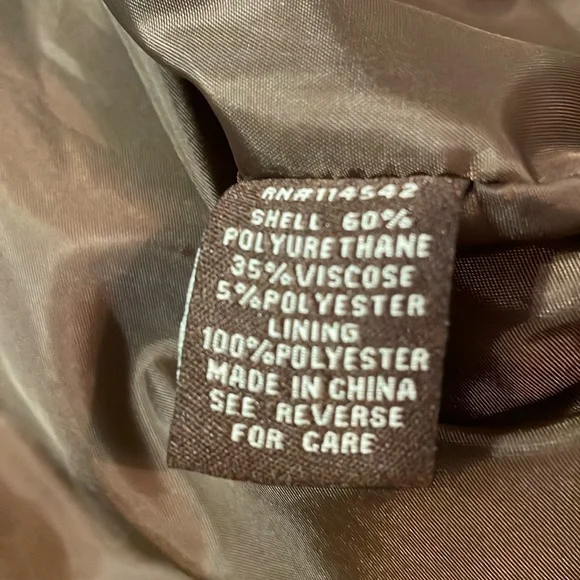 RN#114542
SHELL 60%
POLYURETHANE
35%VISCOSE
5%POLYESTER
LINING
100%POLYESTER
MADE IN CHINA
SEE REVERSE
FOR CARE